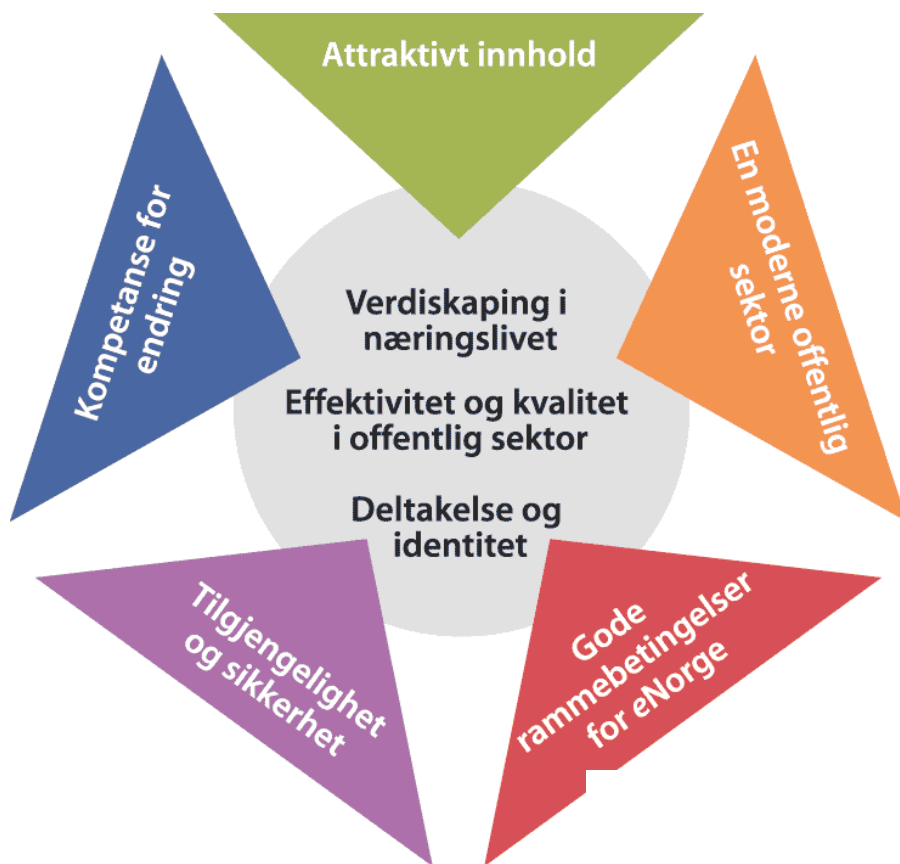 Attraktivt innhold
En moderne offentlig
sektor
Kompetanse for
endring
Verdiskaping i
næringslivet
Effektivitet og kvalitet
i offentlig sektor
Deltakelse og
identitet
Tilgjengelighet
og sikkerhet
Gode
rammebetingelser
for eNorge